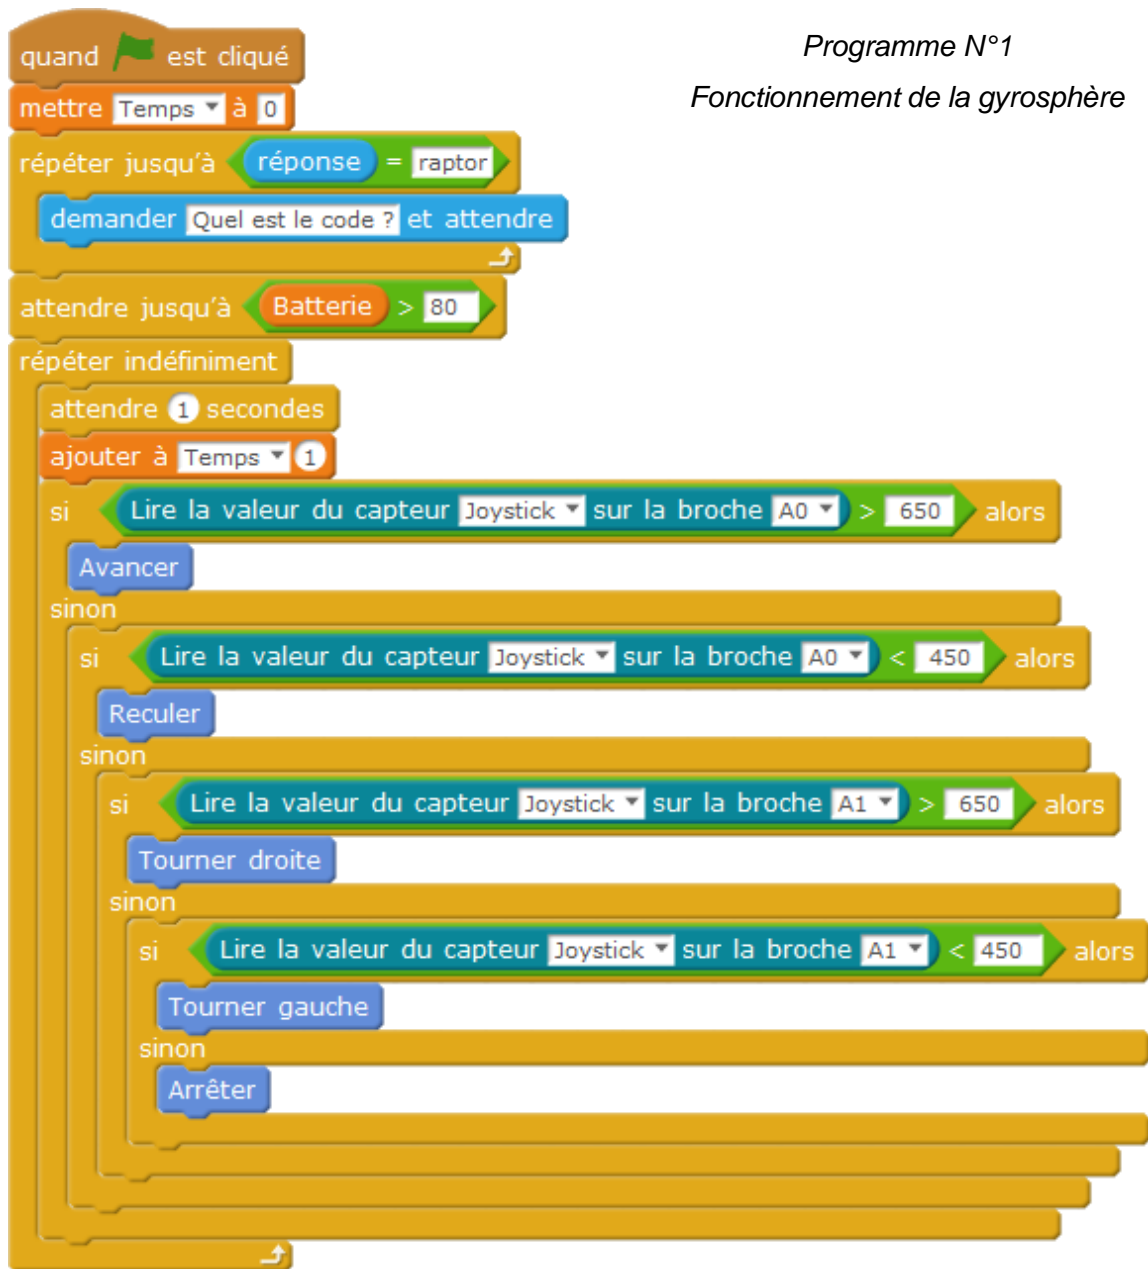 Programme N°1
Fonctionnement de la gyrosphère
quand est cliqué
mettre Temps à 0
répéter jusqu'à réponse = raptor
demander Quel est le code ? et attendre
attendre jusqu'à Batterie > 80
répéter indéfiniment
attendre 1 secondes
ajouter à Temps 1
si Lire la valeur du capteur Joystick sur la broche A0 > 650 alors
Avancer
sinon
si Lire la valeur du capteur Joystick sur la broche A0 < 450 alors
Reculer
sinon
si Lire la valeur du capteur Joystick sur la broche A1 > 650 alors
Tourner droite
sinon
si Lire la valeur du capteur Joystick sur la broche A1 < 450 alors
Tourner gauche
sinon
Arrêter